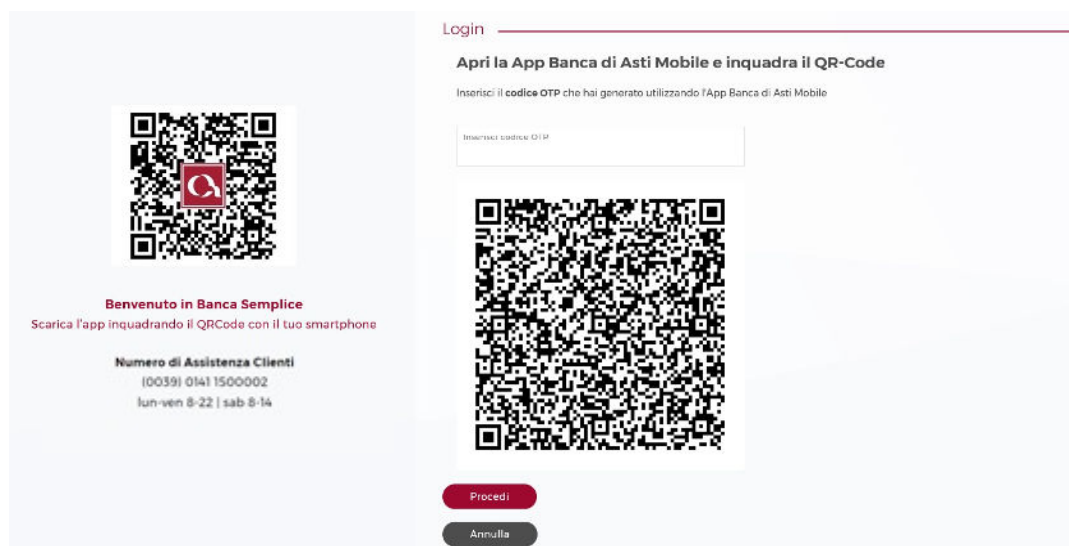 Login
Apri la App Banca di Asti Mobile e inquadra il QR-Code
Inserisci il codice OTP che hai generato utilizzando l'App Banca di Asti Mobile
Inserisci codice OTP
Benvenuto in Banca Semplice
Scarica l'app inquadrando il QRCode con il tuo smartphone
Numero di Assistenza Clienti
(0039) 0141 1500002
lun-ven 8-22 | sab 8-14
Procedi
Annulla